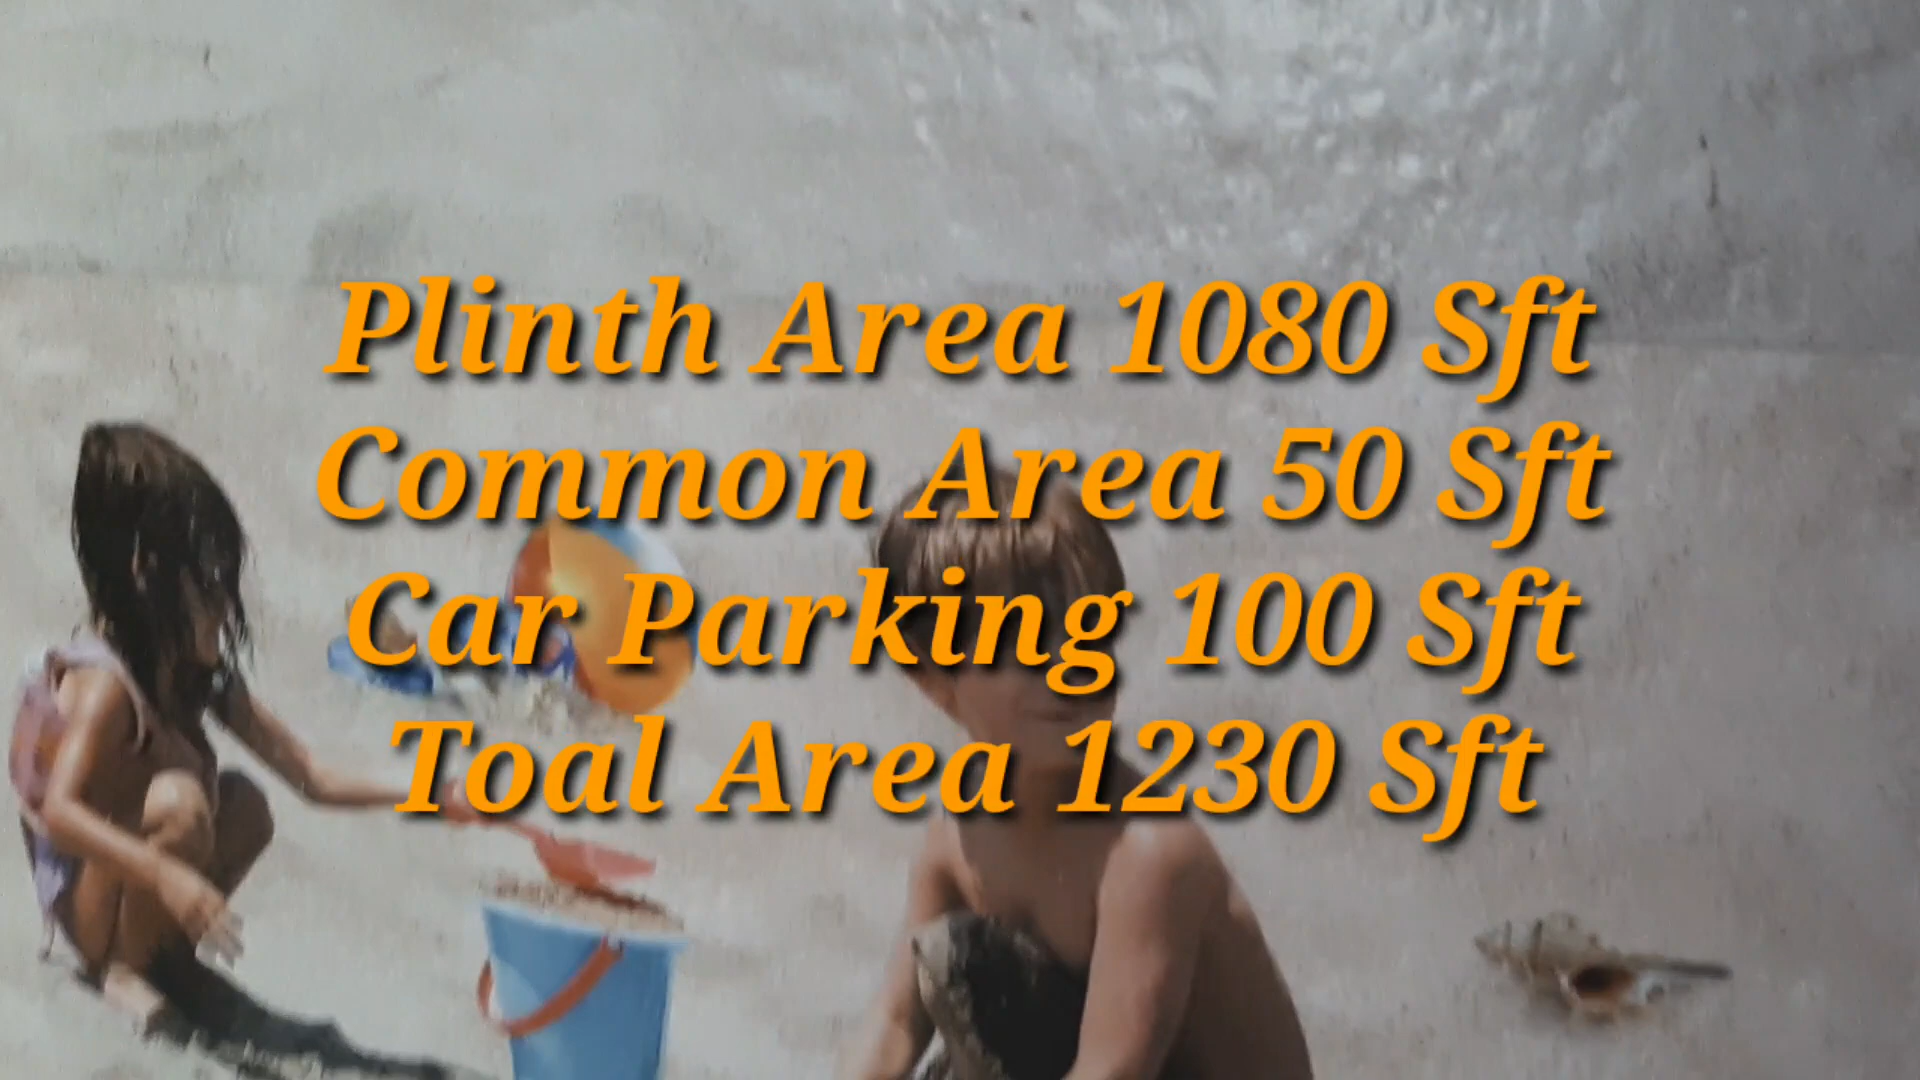 Plinth Area 1080 Sft
Common Area 50 Sft
Car Parking 100 Sft
Toal Area 1230 Sft